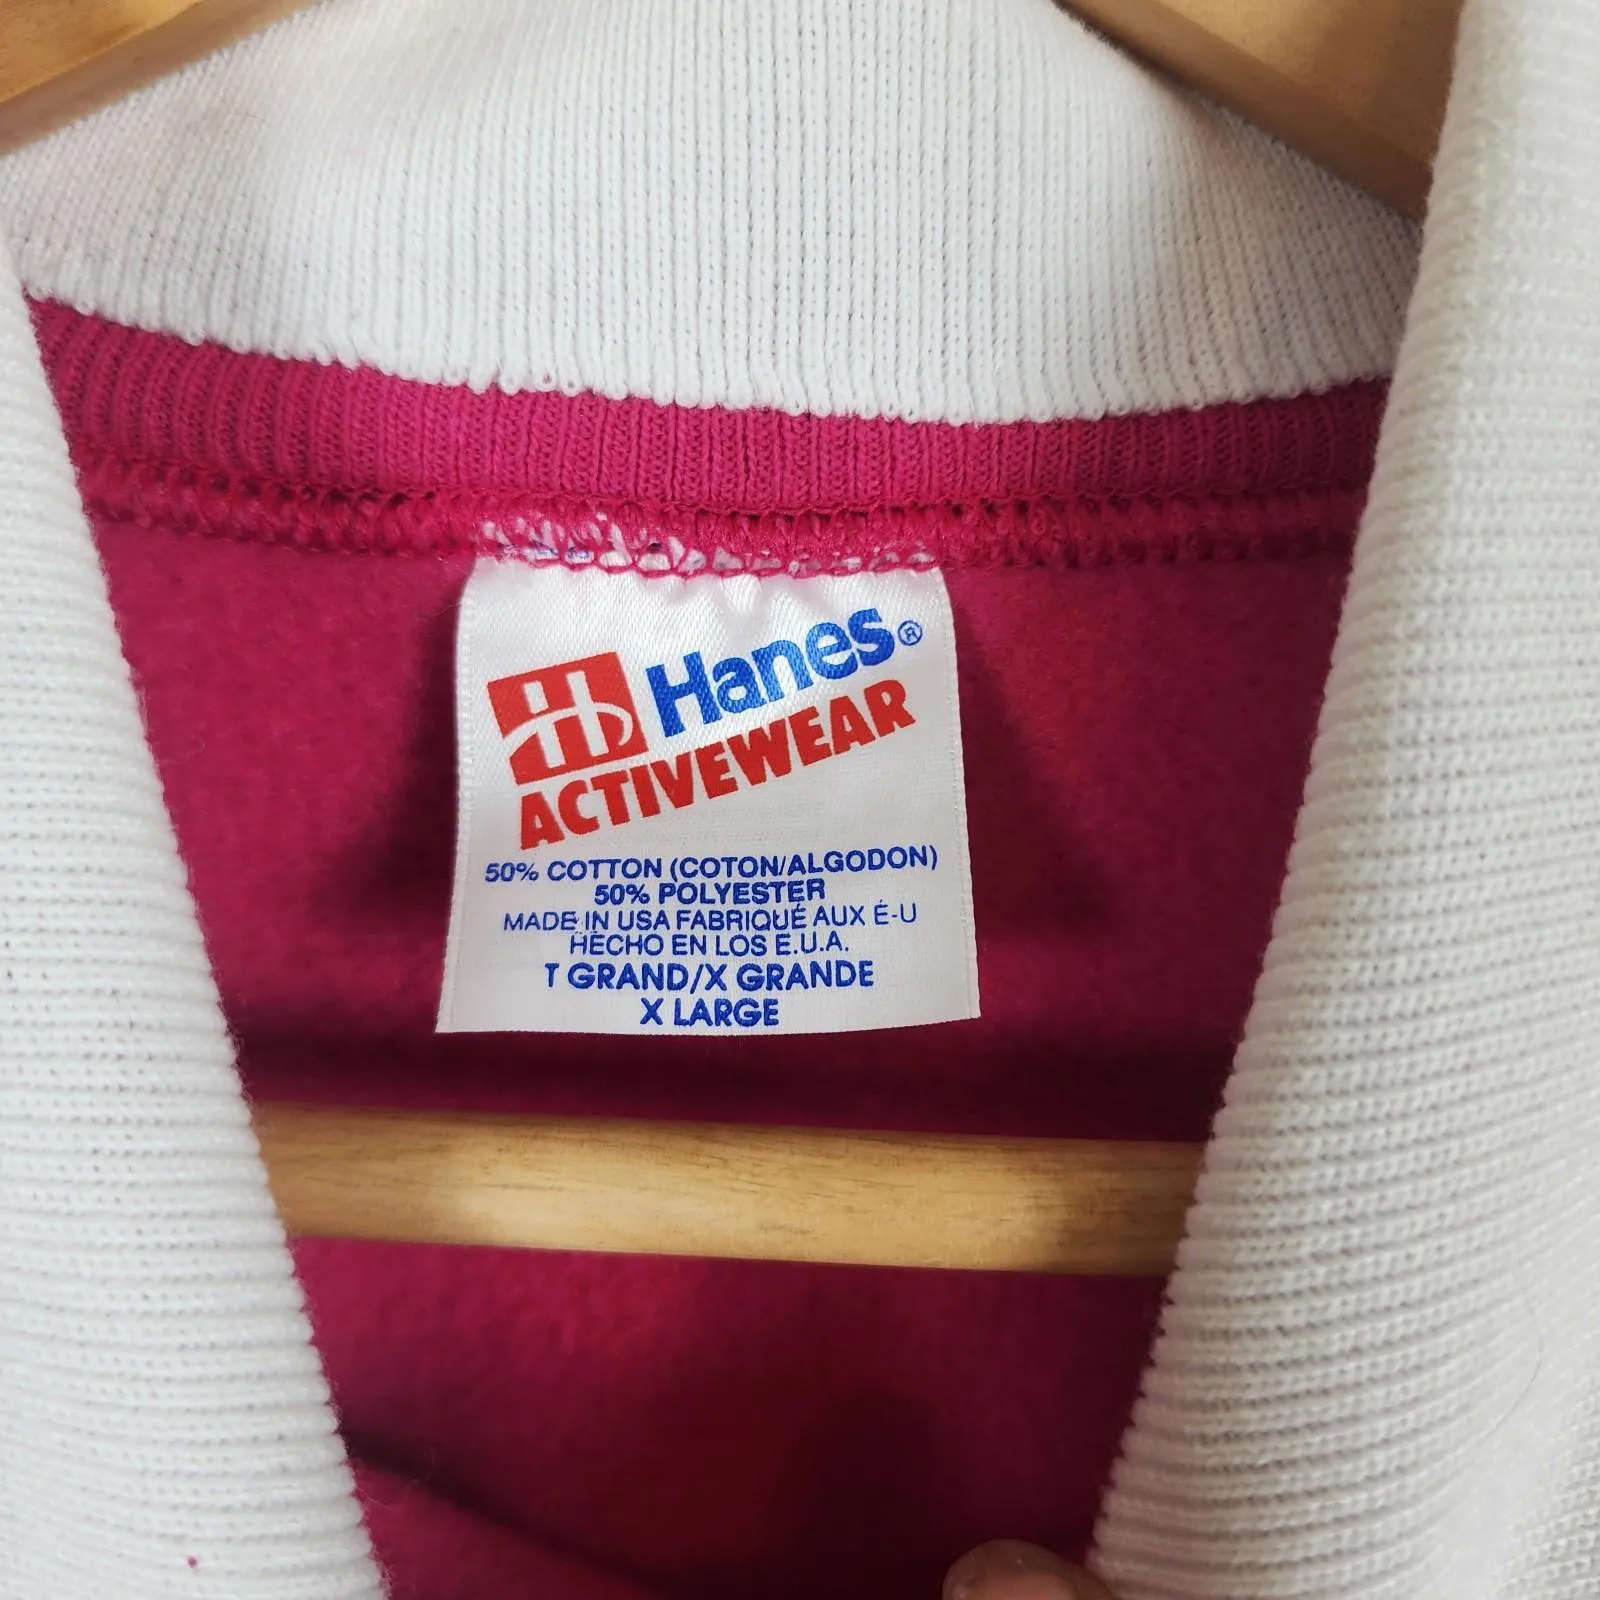 H Hanes®
ACTIVEWEAR
50% COTTON (COTON/ALGODON)
50% POLYESTER
MADE IN USA FABRIQUÉ AUX É-U
HECHO EN LOS E.U.A.
T GRAND/X GRANDE
X LARGE